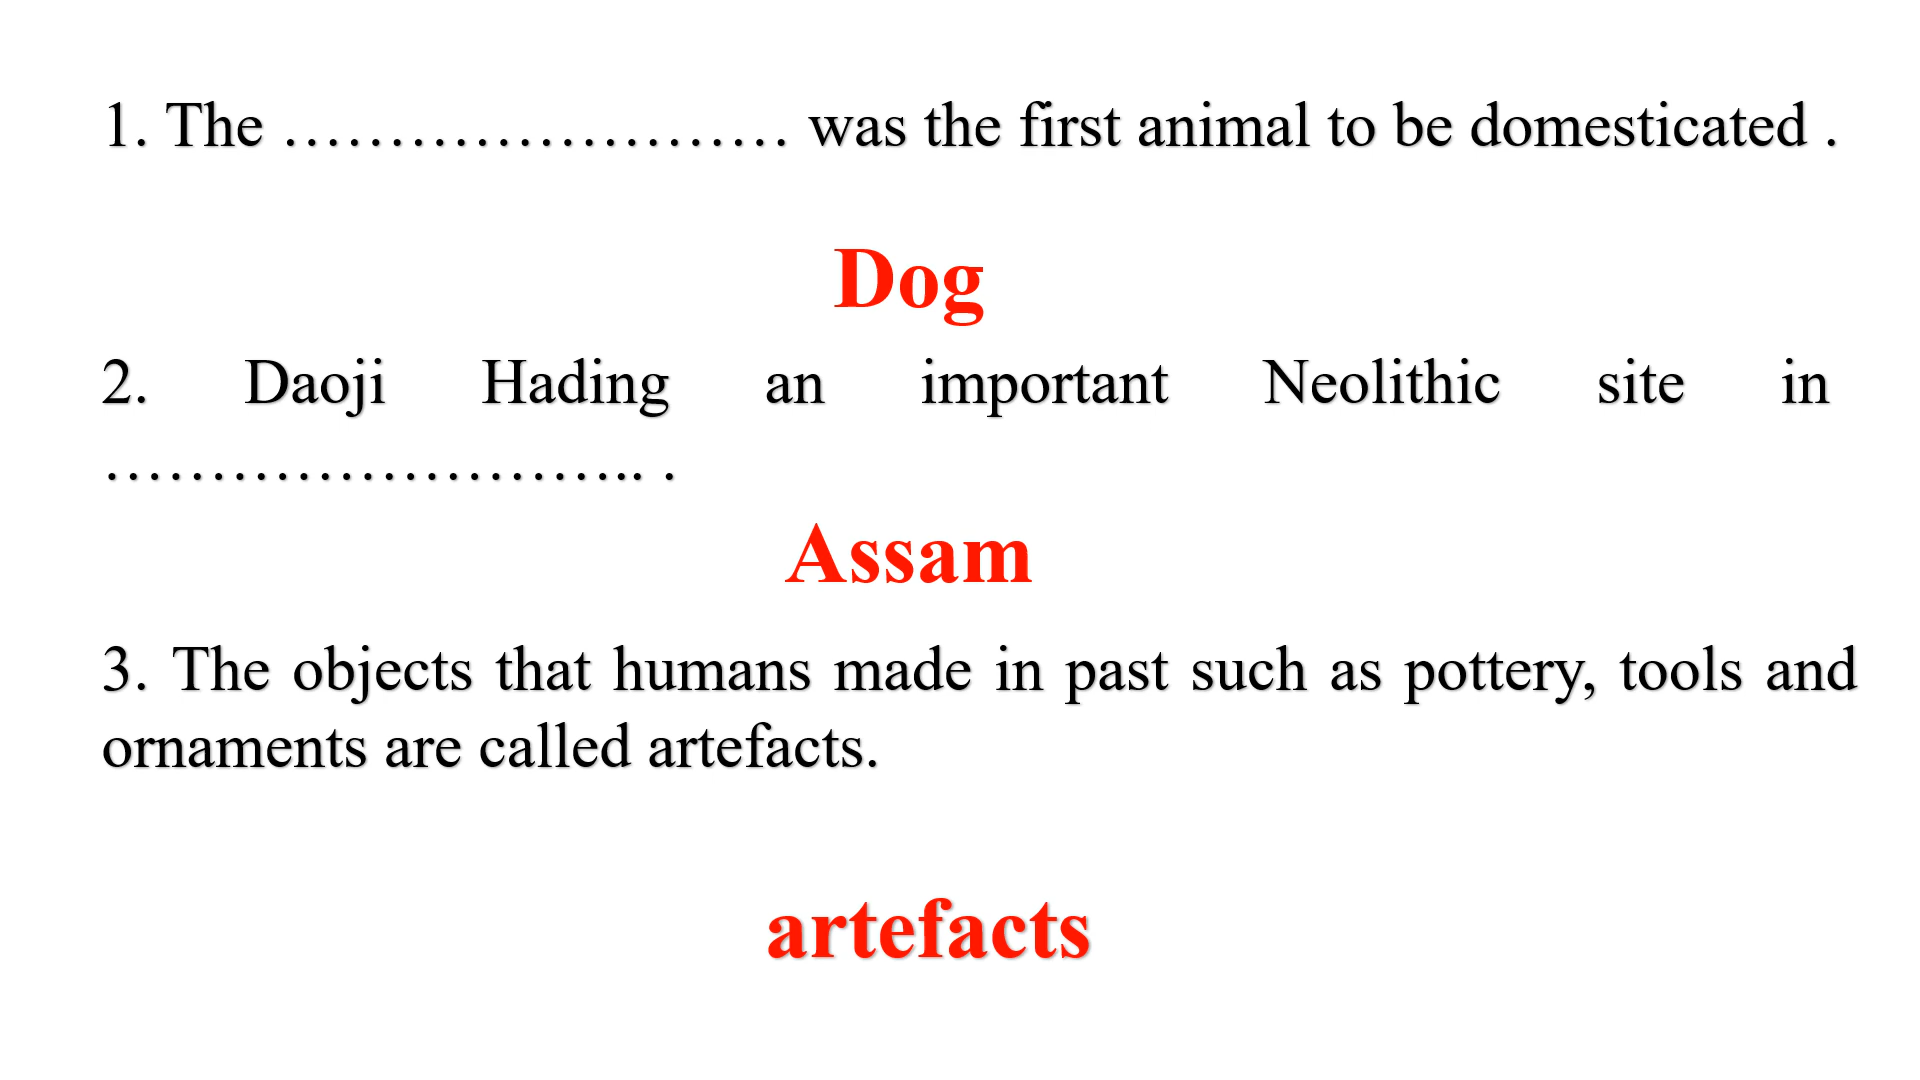 1. The …………………… was the first animal to be domesticated .
Dog
2. Daoji Hading an important Neolithic site in
…………………….. .
Assam
3. The objects that humans made in past such as pottery, tools and
ornaments are called artefacts.
artefacts